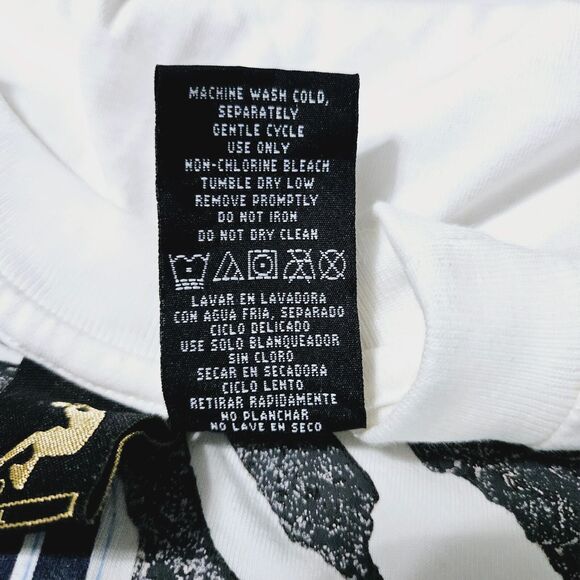 MACHINE WASH COLD,
SEPARATELY
GENTLE CYCLE
USE ONLY
NON-CHLORINE BLEACH
TUMBLE DRY LOW
REMOVE PROMPTLY
DO NOT IRON
DO NOT DRY CLEAN
LAVAR EN LAVADORA
CON AGUA FRIA, SEPARADO
CICLO DELICADO
USE SOLO BLANQUEADOR
SIN CLORO
SECAR EN SECADORA
CICLO LENTO
RETIRAR RAPIDAMENTE
NO PLANCHAR
NO LAVE EN SECO